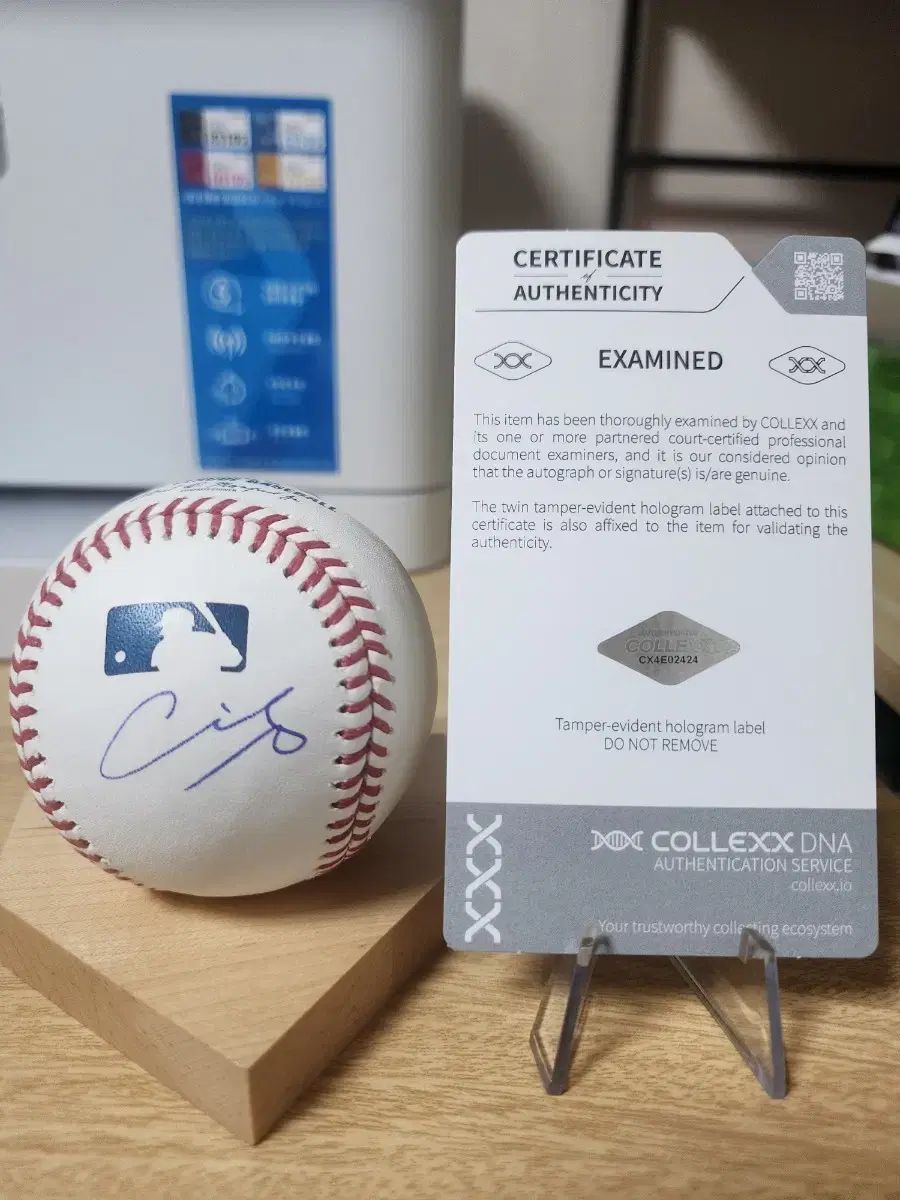 CERTIFICATE
of
AUTHENTICITY
EXAMINED
This item has been thoroughly examined by COLLEXX and
its one or more partnered court-certified professional
document examiners, and it is our considered opinion
that the autograph or signature(s) is/are genuine.
The twin tamper-evident hologram label attached to this
certificate is also affixed to the item for validating the
authenticity.
COLLEXX
CX4E02424
Tamper-evident hologram label
DO NOT REMOVE
COLLEXX DNA
AUTHENTICATION SERVICE
collexx.io
Your trustworthy collecting ecosystem